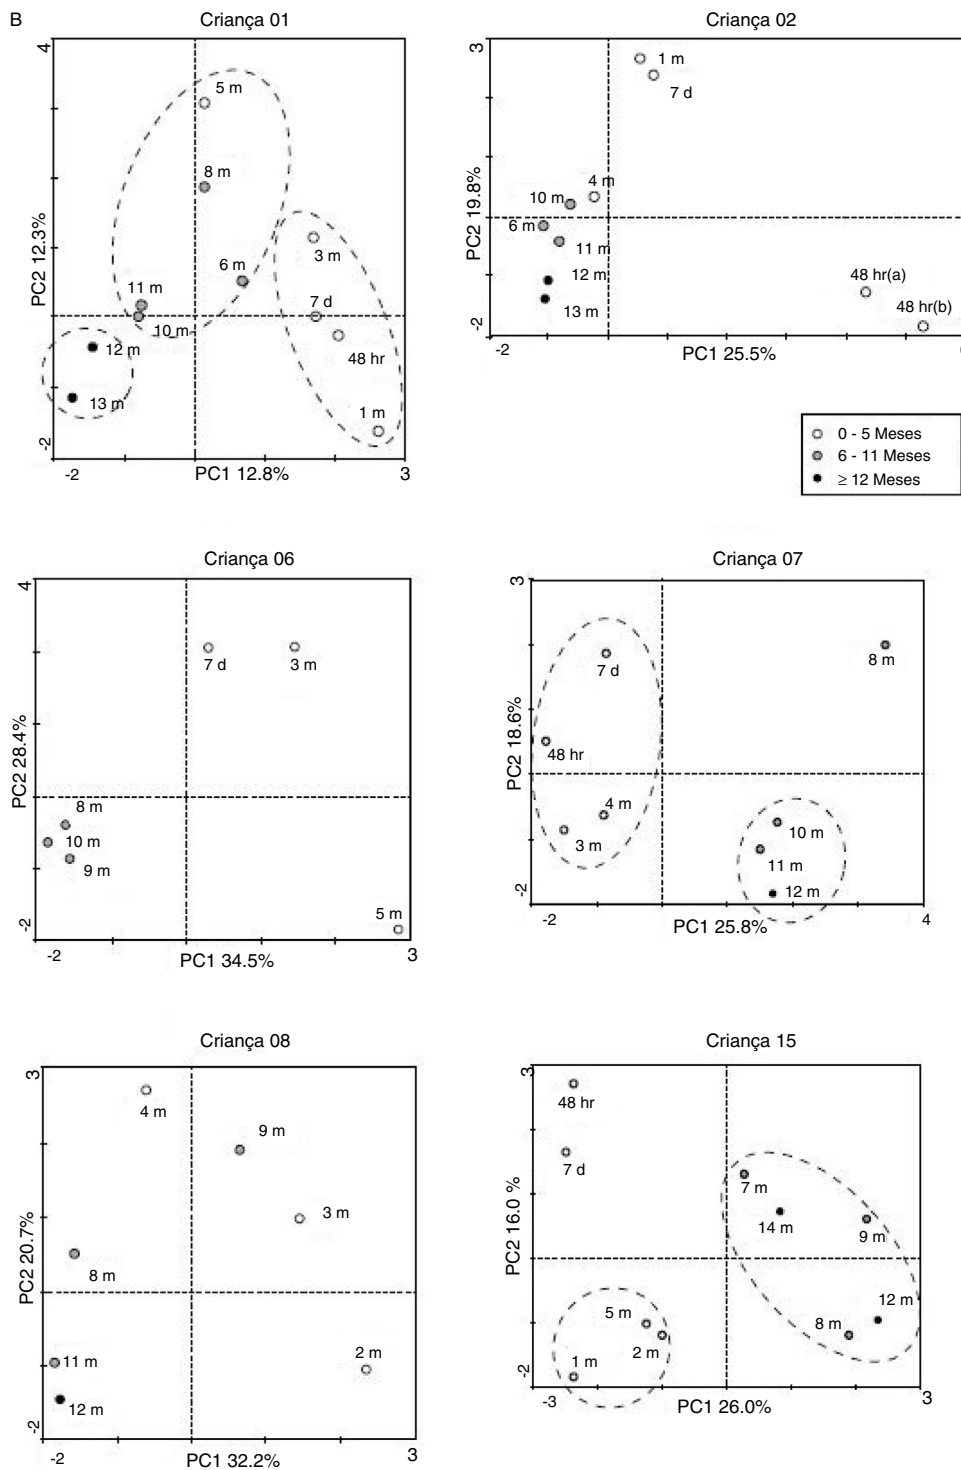 B
Criança 01
4
5 m
8 m
3 m
6 m
11 m
7 d
10 m
12 m
48 hr
13 m
1 m
PC2 12.3%
-2
-2
PC1 12.8%
3
Criança 02
3
1 m
7 d
4 m
10 m
6 m
11 m
12 m
48 hr(a)
13 m
48 hr(b)
PC2 19.8%
-2
-2
PC1 25.5%
0 - 5 Meses
6 - 11 Meses
≥ 12 Meses
Criança 06
4
7 d
3 m
8 m
10 m
9 m
5 m
PC2 28.4%
-2
-2
PC1 34.5%
3
Criança 07
3
7 d
8 m
48 hr
4 m
10 m
3 m
11 m
12 m
PC2 18.6%
-2
-2
PC1 25.8%
4
Criança 08
3
4 m
9 m
3 m
8 m
11 m
2 m
12 m
PC2 20.7%
-2
-2
PC1 32.2%
3
Criança 15
3
48 hr
7 d
7 m
14 m
9 m
12 m
5 m
8 m
2 m
1 m
PC2 16.0 %
-2
-3
PC1 26.0%
3